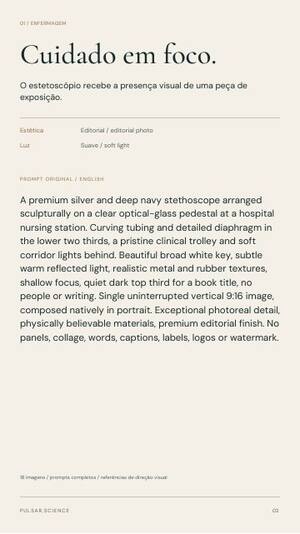 01 / ENFERMAGEM
Cuidado em foco.
O estetoscópio recebe a presença visual de uma peça de
exposição.
Estética Editorial / editorial photo
Luz Suave / soft light
PROMPT ORIGINAL / ENGLISH
A premium silver and deep navy stethoscope arranged
sculpturally on a clear optical-glass pedestal at a hospital
nursing station. Curving tubing and detailed diaphragm in
the lower two thirds, a pristine clinical trolley and soft
corridor lights behind. Beautiful broad white key, subtle
warm reflected light, realistic metal and rubber textures,
shallow focus, quiet dark top third for a book title, no
people or writing. Single uninterrupted vertical 9:16 image,
composed natively in portrait. Exceptional photoreal detail,
physically believable materials, premium editorial finish. No
panels, collage, words, captions, labels, logos or watermark.
18 imagens / prompts completos / referências de direção visual
PULSAR.SCIENCE